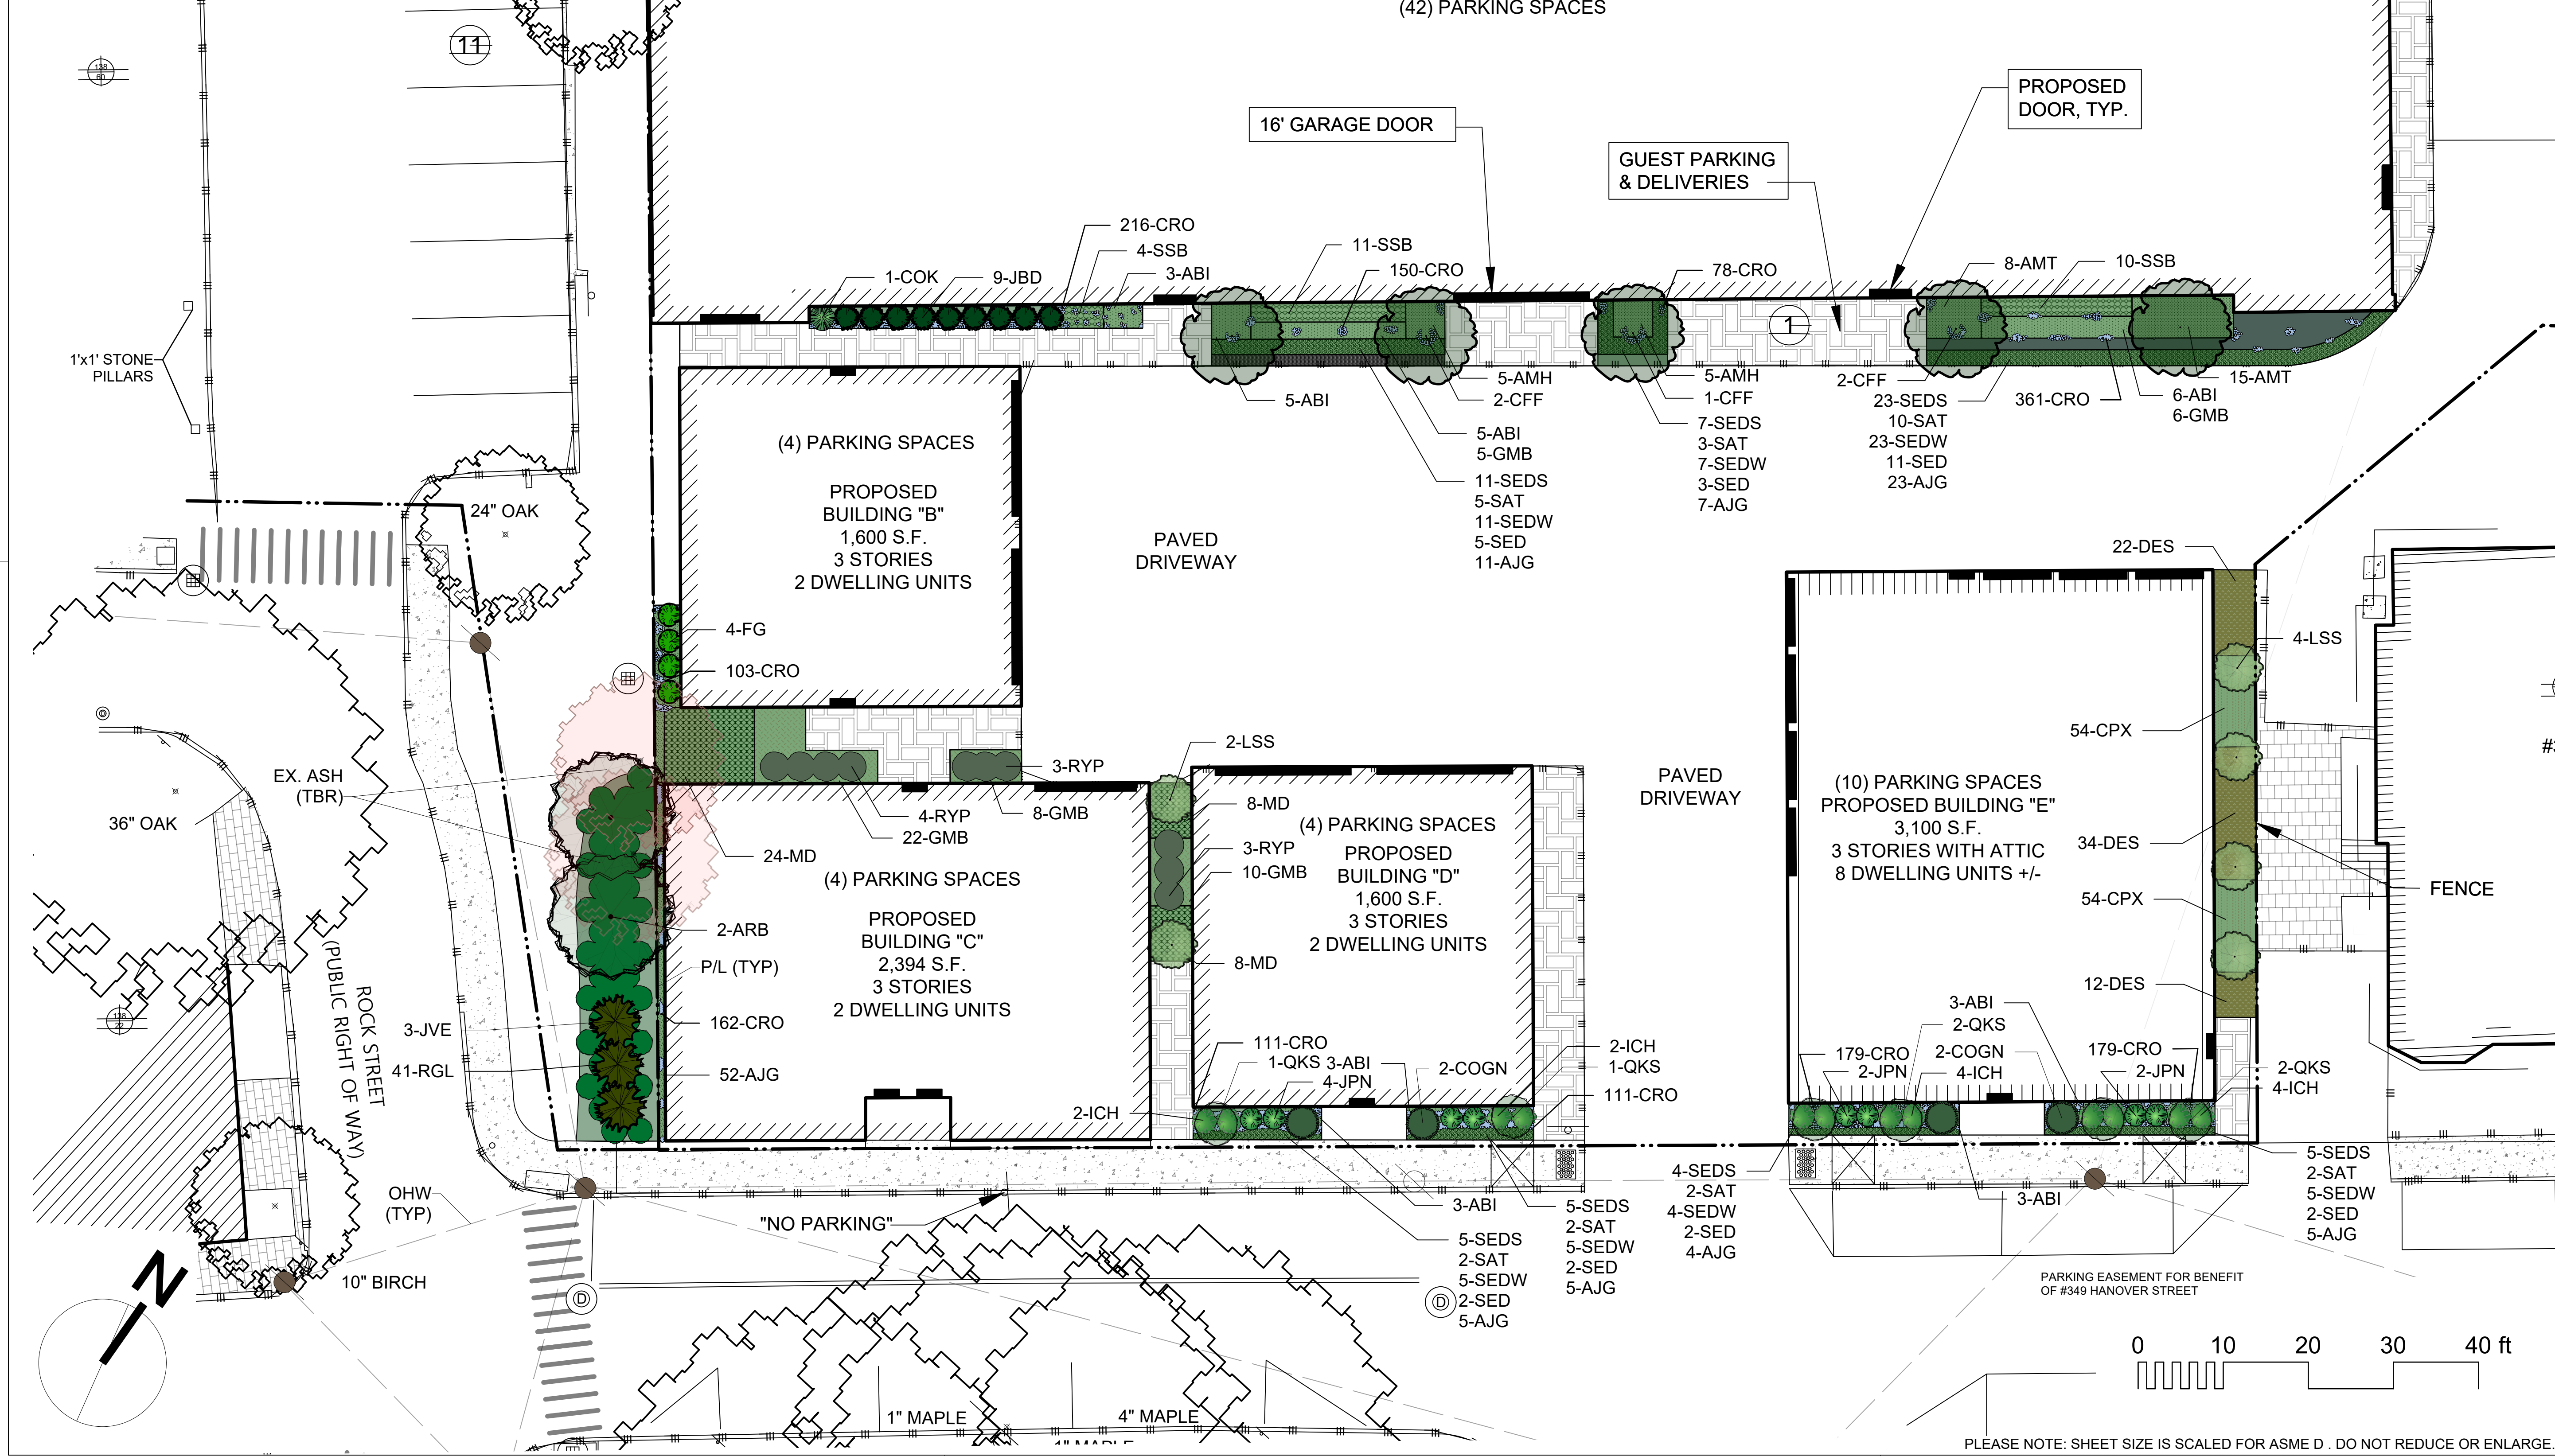 (42) PARKING SPACES
11
138
60
PROPOSED
DOOR, TYP.
16' GARAGE DOOR
GUEST PARKING
& DELIVERIES
216-CRO
4-SSB
3-ABI
1-COK
9-JBD
11-SSB
150-CRO
78-CRO
8-AMT
10-SSB
1
1'x1' STONE
PILLARS
5-ABI
5-AMH
2-CFF
5-ABI
5-GMB
11-SEDS
5-SAT
11-SEDW
5-SED
11-AJG
5-AMH
1-CFF
7-SEDS
3-SAT
7-SEDW
3-SED
7-AJG
2-CFF
23-SEDS
10-SAT
23-SEDW
11-SED
23-AJG
361-CRO
15-AMT
6-ABI
6-GMB
(4) PARKING SPACES
PROPOSED
BUILDING "B"
1,600 S.F.
3 STORIES
2 DWELLING UNITS
24" OAK
PAVED
DRIVEWAY
22-DES
4-FG
103-CRO
4-LSS
54-CPX
34-DES
54-CPX
12-DES
FENCE
EX. ASH
(TBR)
36" OAK
2-LSS
3-RYP
4-RYP
22-GMB
8-GMB
24-MD
8-MD
3-RYP
10-GMB
8-MD
(4) PARKING SPACES
PROPOSED
BUILDING "C"
2,394 S.F.
3 STORIES
2 DWELLING UNITS
(4) PARKING SPACES
PROPOSED
BUILDING "D"
1,600 S.F.
3 STORIES
2 DWELLING UNITS
PAVED
DRIVEWAY
(10) PARKING SPACES
PROPOSED BUILDING "E"
3,100 S.F.
3 STORIES WITH ATTIC
8 DWELLING UNITS +/-
2-ARB
P/L (TYP)
162-CRO
52-AJG
3-JVE
41-RGL
ROCK STREET
(PUBLIC RIGHT OF WAY)
138
22
111-CRO
1-QKS
3-ABI
4-JPN
2-COGN
2-ICH
2-ICH
1-QKS
111-CRO
3-ABI
2-QKS
179-CRO
2-JPN
2-COGN
4-ICH
179-CRO
2-JPN
2-QKS
4-ICH
OHW
(TYP)
"NO PARKING"
3-ABI
5-SEDS
2-SAT
5-SEDW
2-SED
5-AJG
5-SEDS
2-SAT
5-SEDW
2-SED
5-AJG
4-SEDS
2-SAT
4-SEDW
2-SED
4-AJG
3-ABI
5-SEDS
2-SAT
5-SEDW
2-SED
5-AJG
N
10" BIRCH
D
D
PARKING EASEMENT FOR BENEFIT
OF #349 HANOVER STREET
0 10 20 30 40 ft
1" MAPLE
4" MAPLE
1" MAPLE
PLEASE NOTE: SHEET SIZE IS SCALED FOR ASME D . DO NOT REDUCE OR ENLARGE